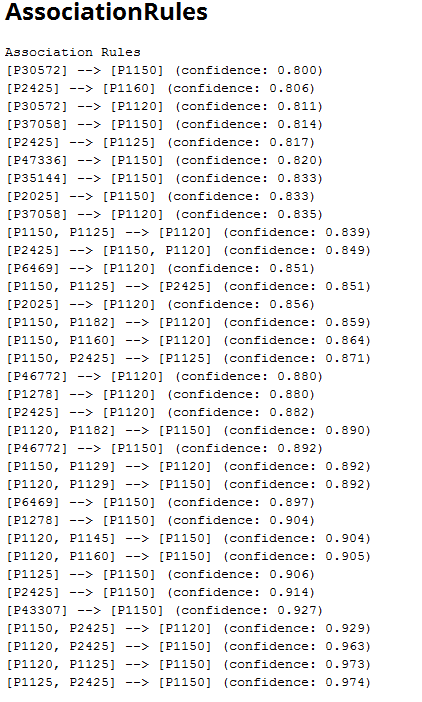 AssociationRules
Association Rules
[P30572] --> [P1150] (confidence: 0.800)
[P2425] --> [P1160] (confidence: 0.806)
[P30572] --> [P1120] (confidence: 0.811)
[P37058] --> [P1150] (confidence: 0.814)
[P2425] --> [P1125] (confidence: 0.817)
[P47336] --> [P1150] (confidence: 0.820)
[P35144] --> [P1150] (confidence: 0.833)
[P2025] --> [P1150] (confidence: 0.833)
[P37058] --> [P1120] (confidence: 0.835)
[P1150, P1125] --> [P1120] (confidence: 0.839)
[P2425] --> [P1150, P1120] (confidence: 0.849)
[P6469] --> [P1120] (confidence: 0.851)
[P1150, P1125] --> [P2425] (confidence: 0.851)
[P2025] --> [P1120] (confidence: 0.856)
[P1150, P1182] --> [P1120] (confidence: 0.859)
[P1150, P1160] --> [P1120] (confidence: 0.864)
[P1150, P2425] --> [P1125] (confidence: 0.871)
[P46772] --> [P1120] (confidence: 0.880)
[P1278] --> [P1120] (confidence: 0.880)
[P2425] --> [P1120] (confidence: 0.882)
[P1120, P1182] --> [P1150] (confidence: 0.890)
[P46772] --> [P1150] (confidence: 0.892)
[P1150, P1129] --> [P1120] (confidence: 0.892)
[P1120, P1129] --> [P1150] (confidence: 0.892)
[P6469] --> [P1150] (confidence: 0.897)
[P1278] --> [P1150] (confidence: 0.904)
[P1120, P1145] --> [P1150] (confidence: 0.904)
[P1120, P1160] --> [P1150] (confidence: 0.905)
[P1125] --> [P1150] (confidence: 0.906)
[P2425] --> [P1150] (confidence: 0.914)
[P43307] --> [P1150] (confidence: 0.927)
[P1150, P2425] --> [P1120] (confidence: 0.929)
[P1120, P2425] --> [P1150] (confidence: 0.963)
[P1120, P1125] --> [P1150] (confidence: 0.973)
[P1125, P2425] --> [P1150] (confidence: 0.974)